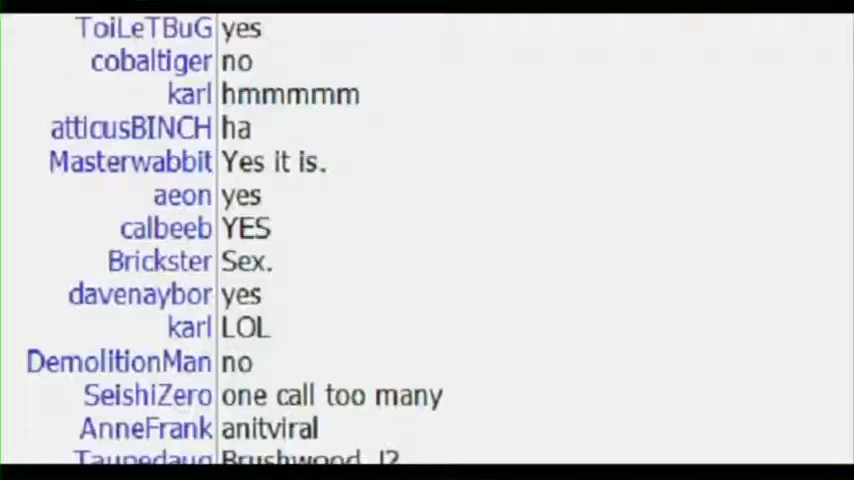 ToiLeTBuG yes
cobaltiger no
karl hmmmmm
atticusBINCH ha
Masterwabbit Yes it is.
aeon yes
calbeeb YES
Brickster Sex.
davenaybor yes
karl LOL
DemolitionMan no
SeishiZero one call too many
AnneFrank anitviral
Brushwood